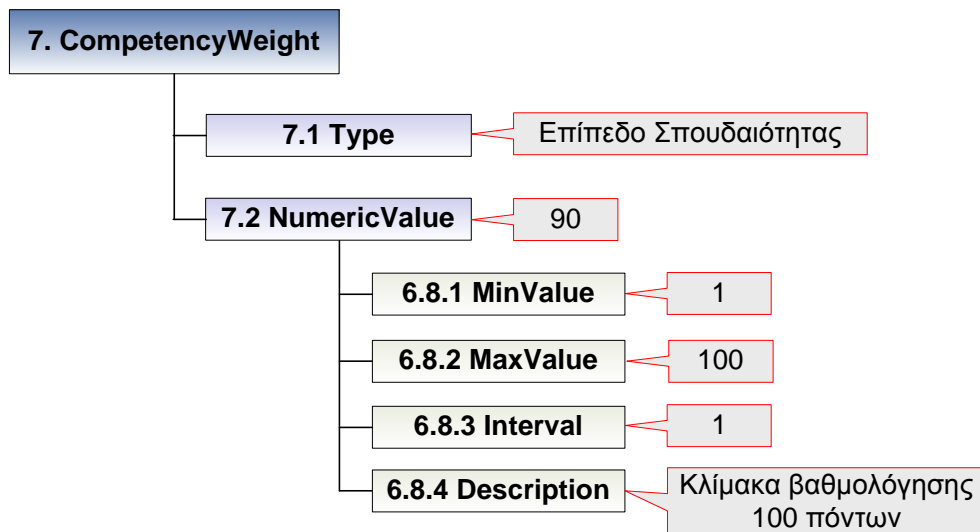 7. CompetencyWeight
7.1 Type
Επίπεδο Σπουδαιότητας
7.2 NumericValue
90
6.8.1 MinValue
1
6.8.2 MaxValue
100
6.8.3 Interval
1
6.8.4 Description
Κλίμακα βαθμολόγησης
100 πόντων